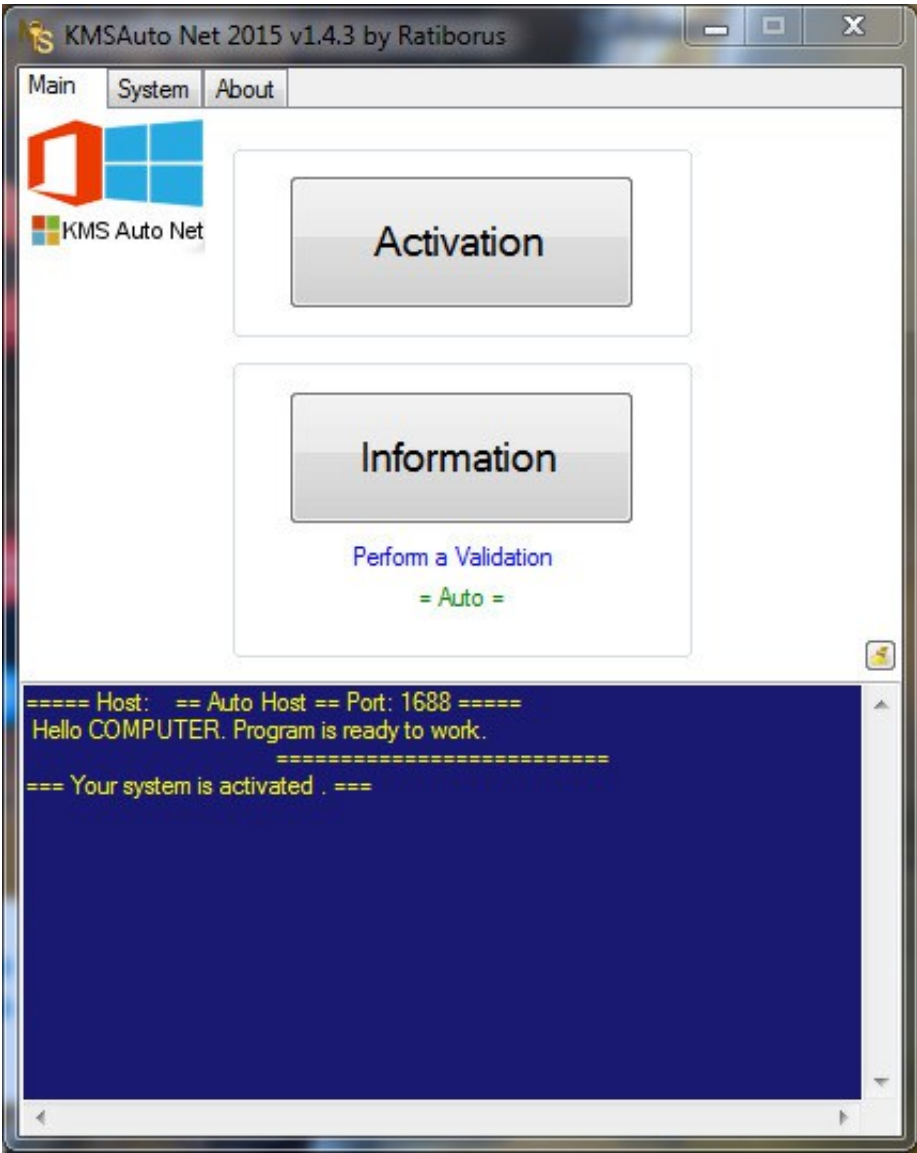 KMSAuto Net 2015 v1.4.3 by Ratiborus
Main System About
KMS Auto Net
Activation
Information
Perform a Validation
= Auto =
===== Host: == Auto Host == Port: 1688 =====
Hello COMPUTER. Program is ready to work.
==========================
=== Your system is activated . ===